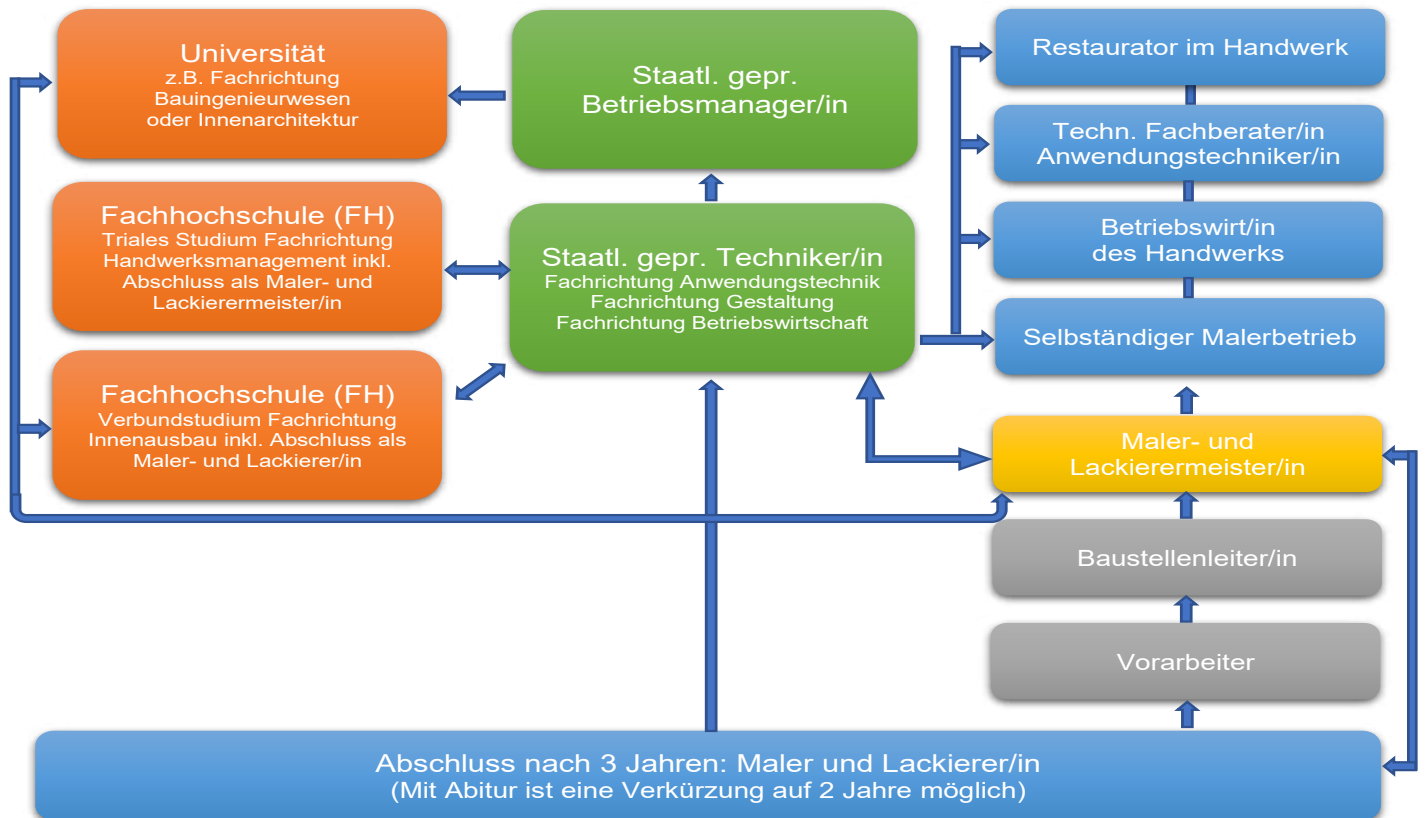 Universität
z.B. Fachrichtung
Bauingenieurwesen
oder Innenarchitektur
Staatl. gepr.
Betriebsmanager/in
Restaurator im Handwerk
Techn. Fachberater/in
Anwendungstechniker/in
Fachhochschule (FH)
Triales Studium Fachrichtung
Handwerksmanagement inkl.
Abschluss als Maler- und
Lackierermeister/in
Staatl. gepr. Techniker/in
Fachrichtung Anwendungstechnik
Fachrichtung Gestaltung
Fachrichtung Betriebswirtschaft
Betriebswirt/in
des Handwerks
Selbständiger Malerbetrieb
Fachhochschule (FH)
Verbundstudium Fachrichtung
Innenausbau inkl. Abschluss als
Maler- und Lackierer/in
Maler- und
Lackierermeister/in
Baustellenleiter/in
Vorarbeiter
Abschluss nach 3 Jahren: Maler und Lackierer/in
(Mit Abitur ist eine Verkürzung auf 2 Jahre möglich)